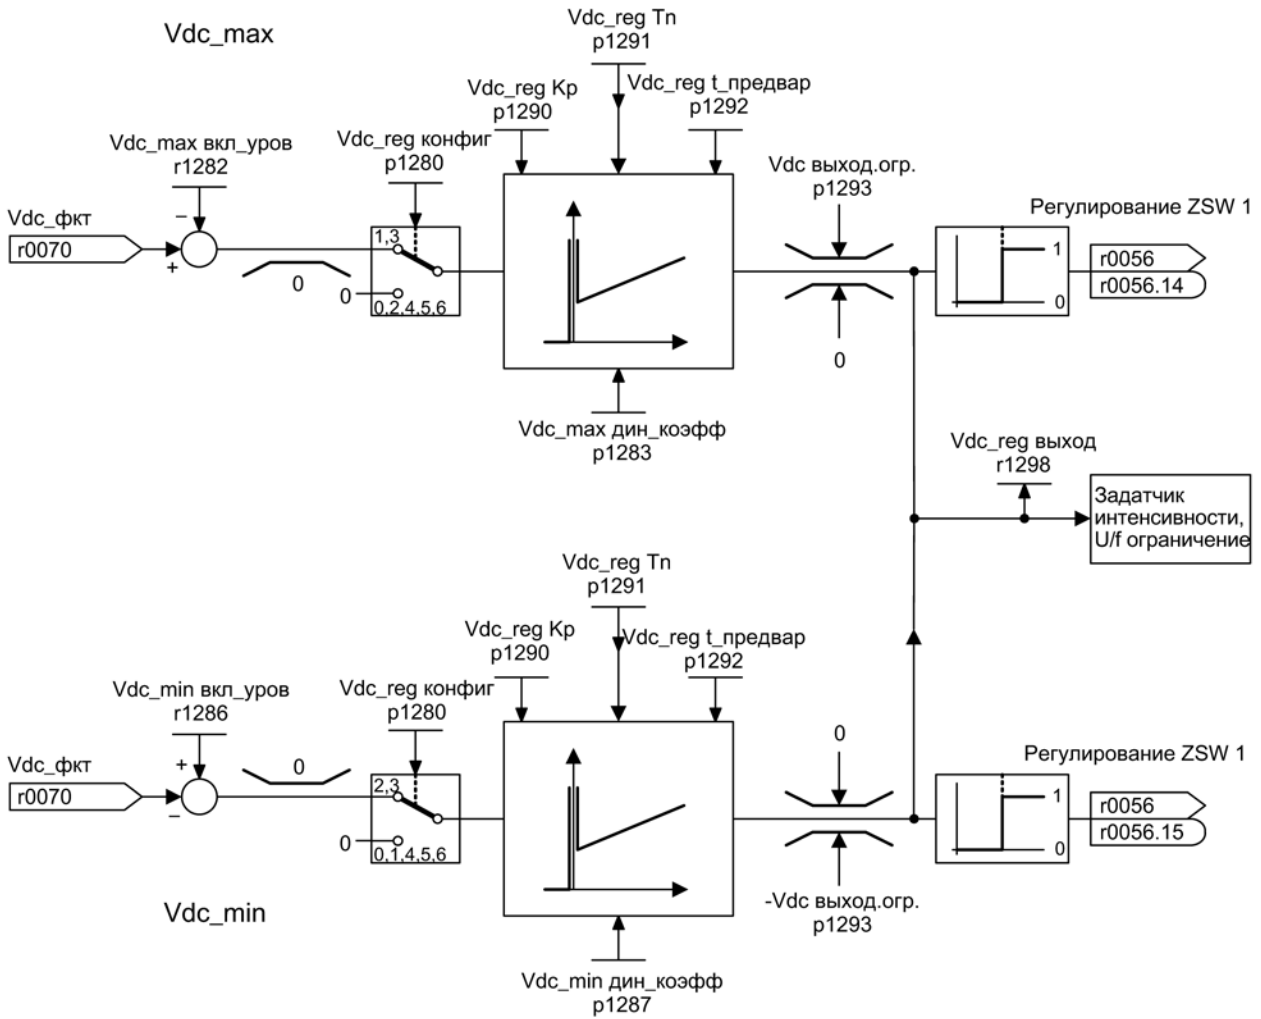 Vdc_max
Vdc_reg Tn
p1291
Vdc_reg Kp
p1290
Vdc_reg t_предвар
p1292
Vdc_max вкл_уров
r1282
Vdc_reg конфиг
p1280
Vdc выход.огр.
p1293
Регулирование ZSW 1
Vdc_фкт
r0070
–
+
0
1,3
0
0,2,4,5,6
0
1
0
r0056
r0056.14
Vdc_max дин_коэфф
p1283
Vdc_reg выход
r1298
Задатчик
интенсивности,
U/f ограничение
Vdc_reg Tn
p1291
Vdc_reg Kp
p1290
Vdc_reg t_предвар
p1292
Vdc_min вкл_уров
r1286
Vdc_reg конфиг
p1280
0
Регулирование ZSW 1
Vdc_фкт
r0070
+
–
0
2,3
0
0,1,4,5,6
1
0
r0056
r0056.15
-Vdc выход.огр.
p1293
Vdc_min
Vdc_min дин_коэфф
p1287